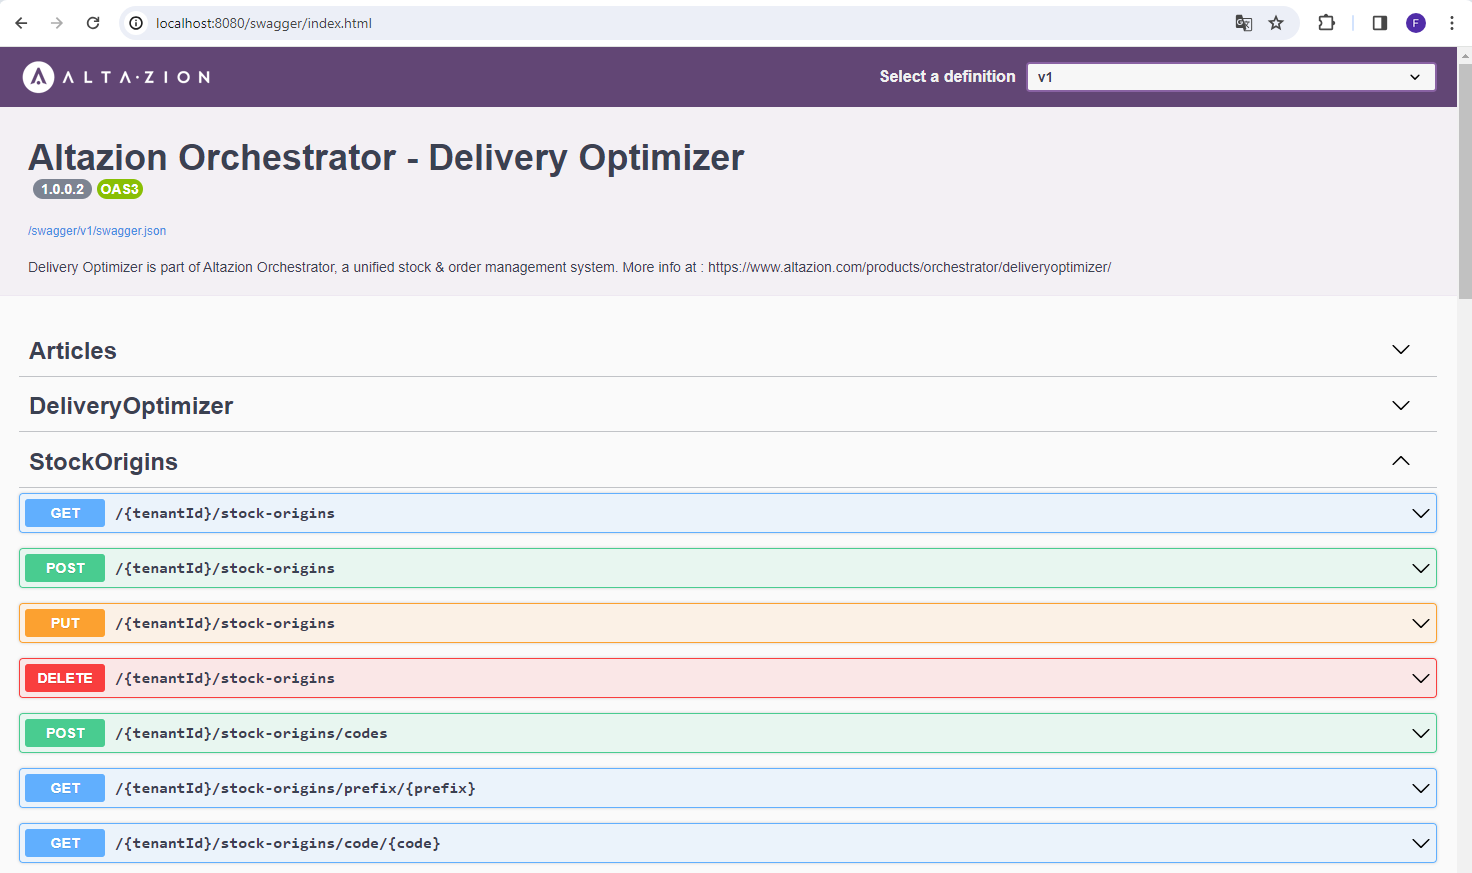 localhost:8080/swagger/index.html
F
ALTA·ZION
Select a definition
v1
Altazion Orchestrator - Delivery Optimizer
1.0.0.2 OAS3
/swagger/v1/swagger.json
Delivery Optimizer is part of Altazion Orchestrator, a unified stock & order management system. More info at : https://www.altazion.com/products/orchestrator/deliveryoptimizer/
Articles
DeliveryOptimizer
StockOrigins
GET /{tenantId}/stock-origins
POST /{tenantId}/stock-origins
PUT /{tenantId}/stock-origins
DELETE /{tenantId}/stock-origins
POST /{tenantId}/stock-origins/codes
GET /{tenantId}/stock-origins/prefix/{prefix}
GET /{tenantId}/stock-origins/code/{code}